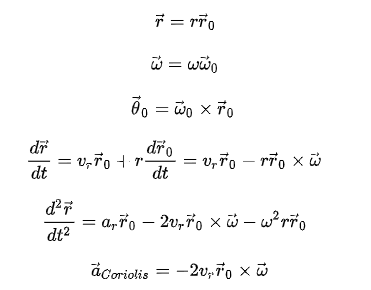 $\vec{r} = r\vec{r}_0$
$\vec{\omega} = \omega\vec{\omega}_0$
$\vec{\theta}_0 = \vec{\omega}_0 \times \vec{r}_0$
$\frac{d\vec{r}}{dt} = v_r\vec{r}_0 + r\frac{d\vec{r}_0}{dt} = v_r\vec{r}_0 - r\vec{r}_0 \times \vec{\omega}$
$\frac{d^2\vec{r}}{dt^2} = a_r\vec{r}_0 - 2v_r\vec{r}_0 \times \vec{\omega} - \omega^2 r\vec{r}_0$
$\vec{a}_{Coriolis} = -2v_r\vec{r}_0 \times \vec{\omega}$